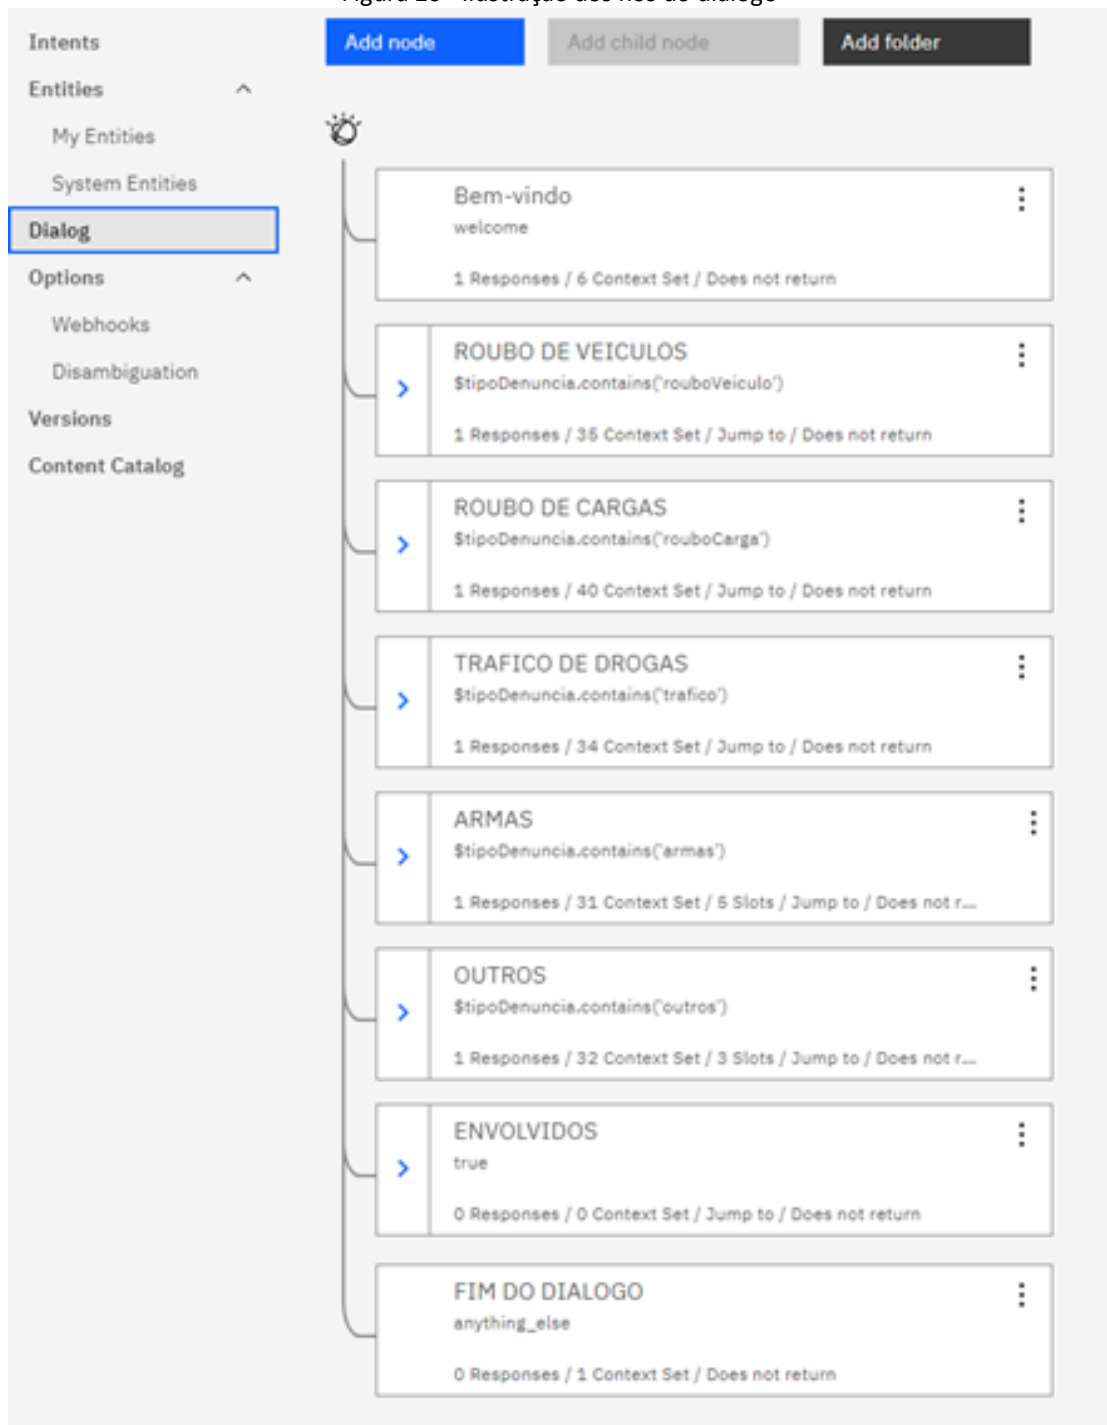 Intents
Entities
My Entities
System Entities
Dialog
Options
Webhooks
Disambiguation
Versions
Content Catalog
Add node
Add child node
Add folder
Bem-vindo
welcome
1 Responses / 6 Context Set / Does not return
ROUBO DE VEICULOS
$tipoDenuncia.contains('rouboVeiculo')
1 Responses / 35 Context Set / Jump to / Does not return
ROUBO DE CARGAS
$tipoDenuncia.contains('rouboCarga')
1 Responses / 40 Context Set / Jump to / Does not return
TRAFICO DE DROGAS
$tipoDenuncia.contains('trafico')
1 Responses / 34 Context Set / Jump to / Does not return
ARMAS
$tipoDenuncia.contains('armas')
1 Responses / 31 Context Set / 5 Slots / Jump to / Does not r...
OUTROS
$tipoDenuncia.contains('outros')
1 Responses / 32 Context Set / 3 Slots / Jump to / Does not r...
ENVOLVIDOS
true
0 Responses / 0 Context Set / Jump to / Does not return
FIM DO DIALOGO
anything_else
0 Responses / 1 Context Set / Does not return